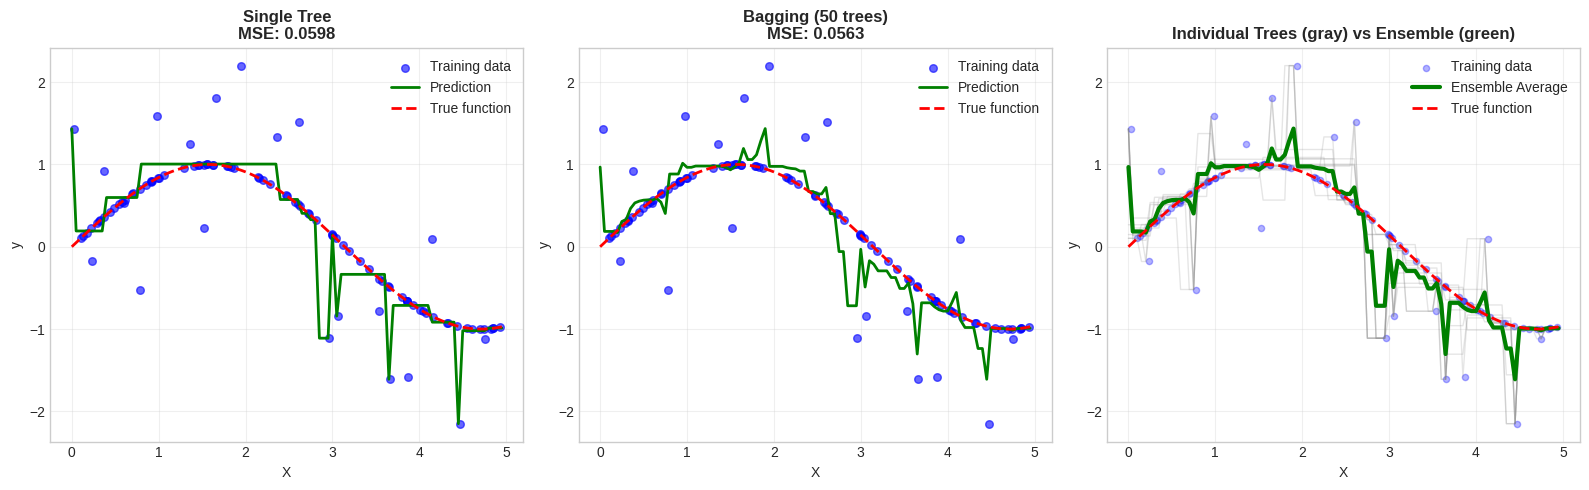 Single Tree
MSE: 0.0598
Training data
Prediction
True function
y
2
1
0
−1
−2
0 1 2 3 4 5
X
Bagging (50 trees)
MSE: 0.0563
Training data
Prediction
True function
y
2
1
0
−1
−2
0 1 2 3 4 5
X
Individual Trees (gray) vs Ensemble (green)
Training data
Ensemble Average
True function
y
2
1
0
−1
−2
0 1 2 3 4 5
X